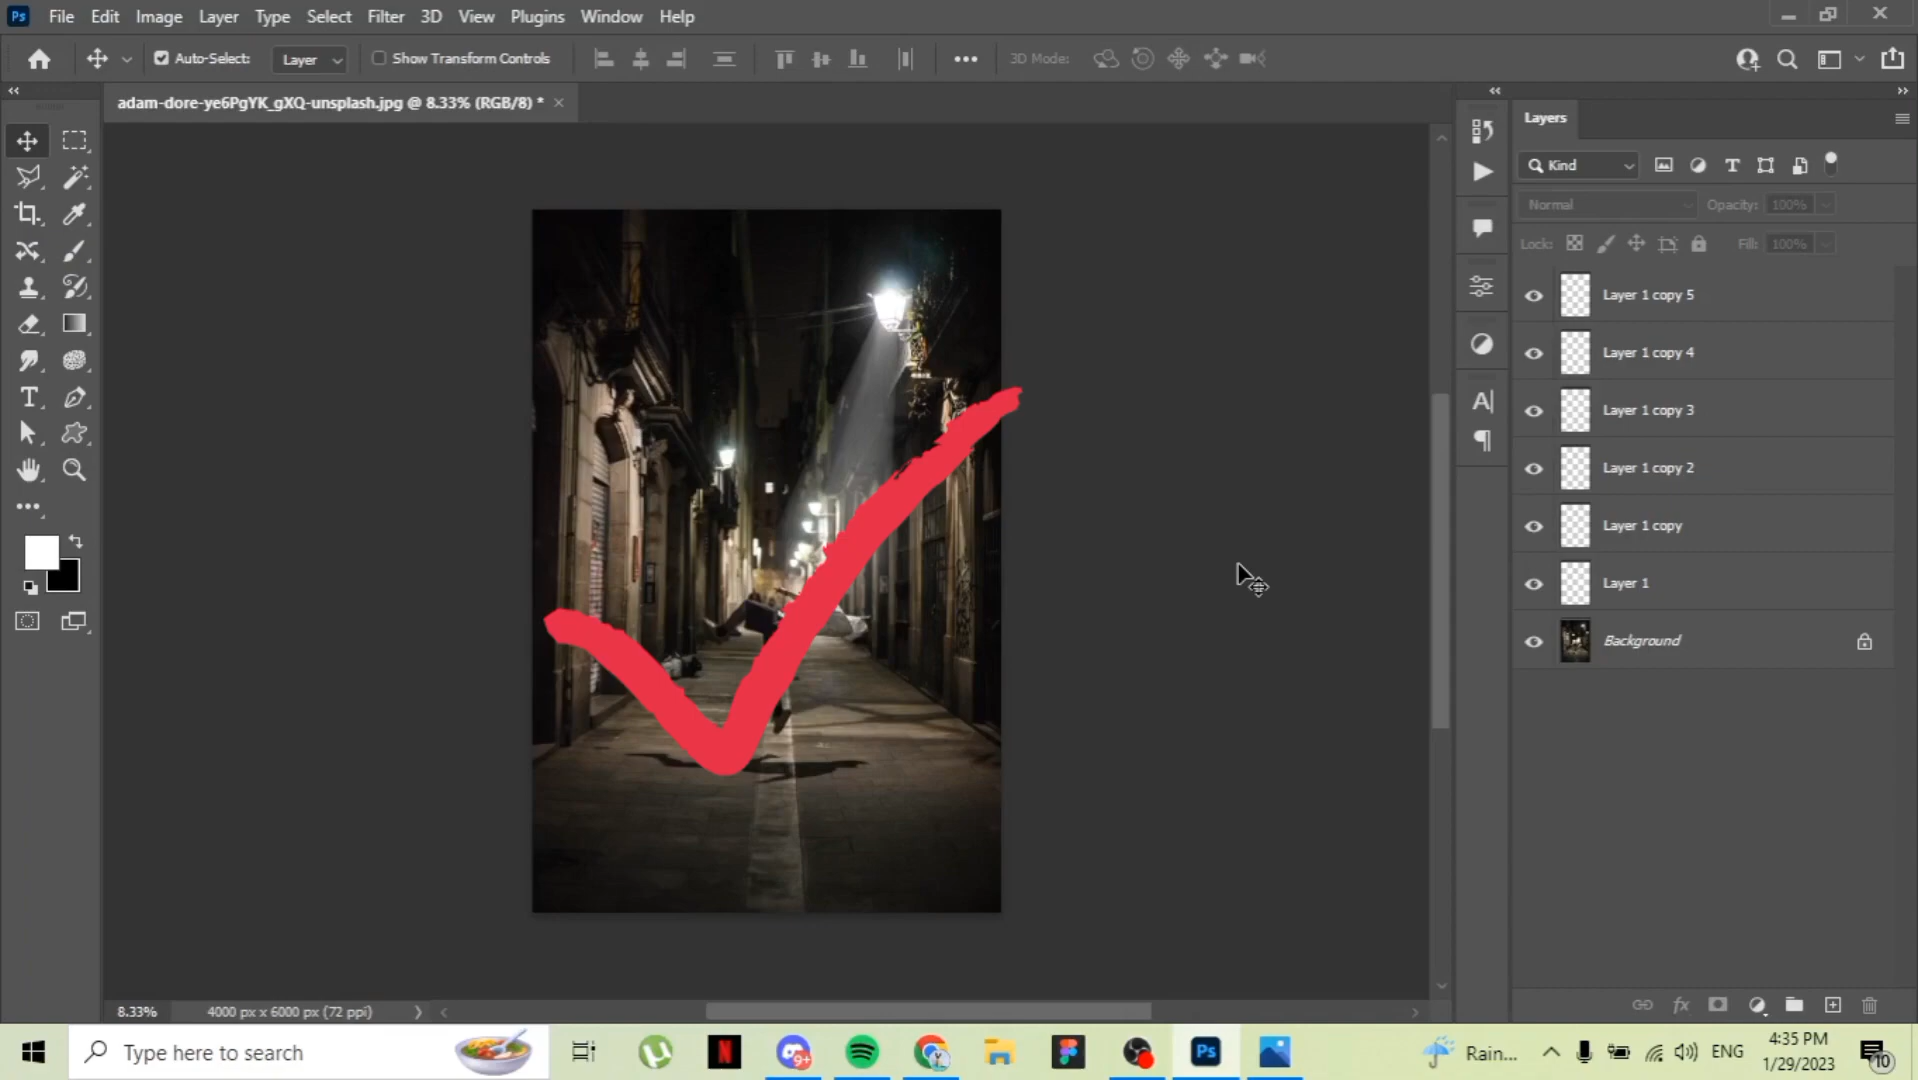 Ps File Edit Image Layer Type Select Filter 3D View Plugins Window Help
Auto-Select: Layer Show Transform Controls 3D Mode:
adam-dore-ye6PgYK_gXQ-unsplash.jpg @ 8.33% (RGB/8) *
Layers
Kind
Normal Opacity: 100%
Lock: Fill: 100%
Layer 1 copy 5
Layer 1 copy 4
Layer 1 copy 3
Layer 1 copy 2
Layer 1 copy
Layer 1
Background
8.33% 4000 px x 6000 px (72 ppi)
Type here to search
9+
Ps
Rain...
ENG
4:35 PM
1/29/2023
10